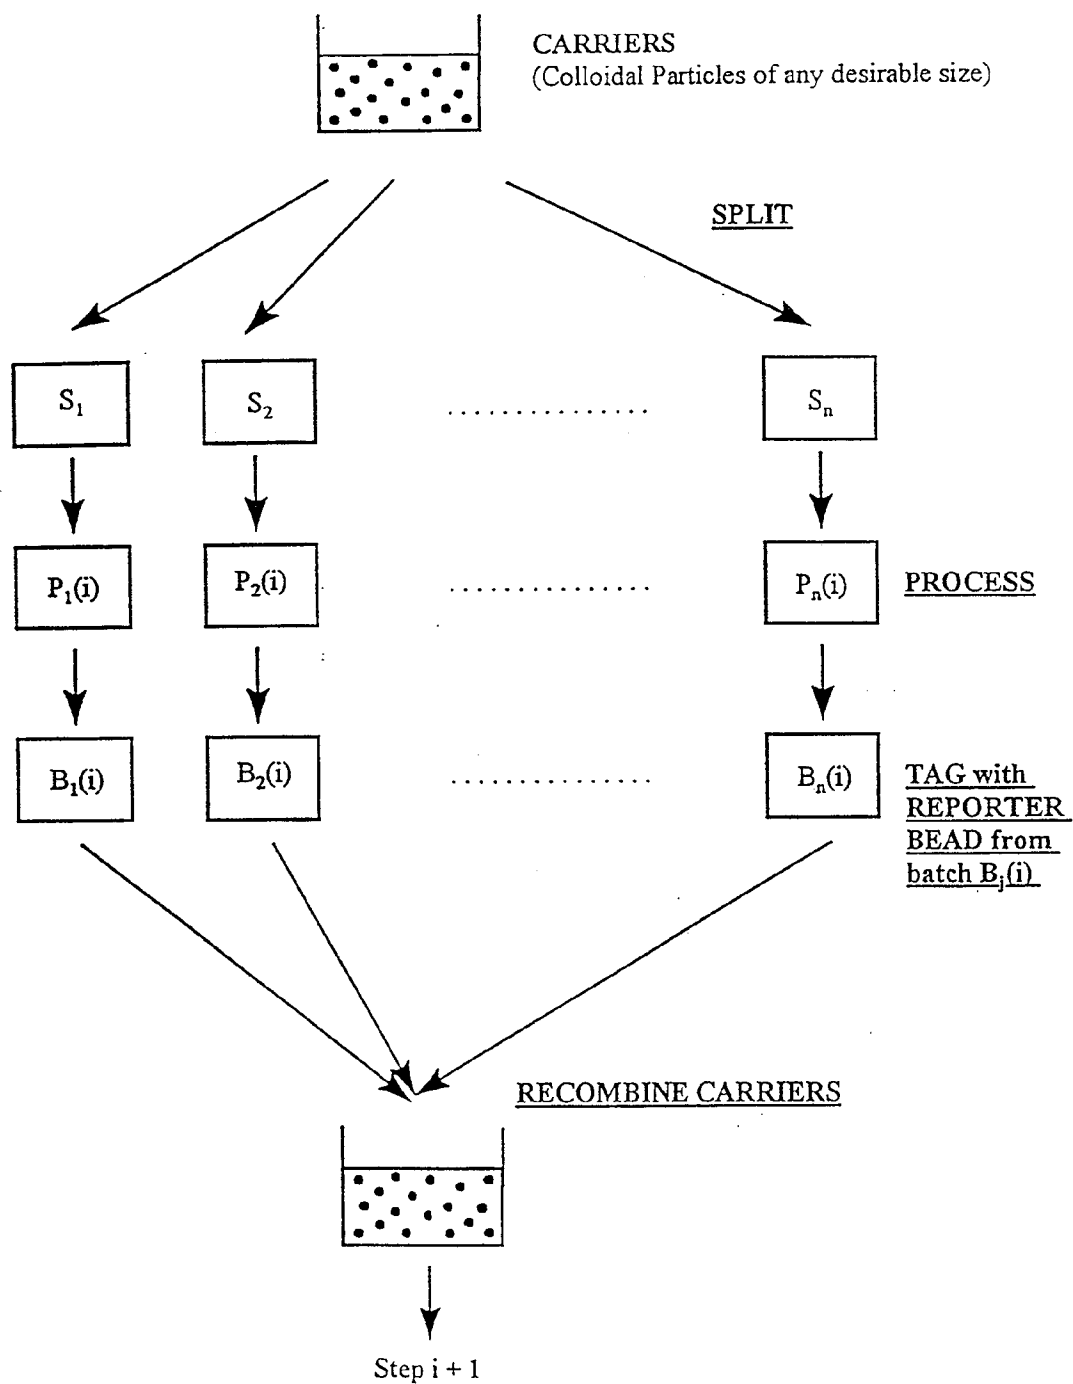 CARRIERS
(Colloidal Particles of any desirable size)
SPLIT
S₁ S₂ .............. Sₙ
P₁(i) P₂(i) .............. Pₙ(i) PROCESS
B₁(i) B₂(i) .............. Bₙ(i) TAG with
REPORTER
BEAD from
batch Bⱼ(i)
RECOMBINE CARRIERS
Step i + 1